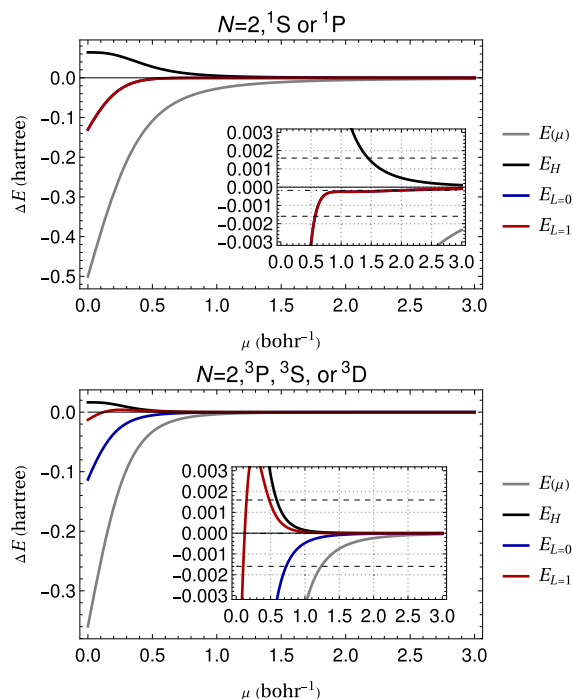 N=2,¹S or ¹P
0.0
-0.1
-0.2
-0.3
-0.4
-0.5
ΔE (hartree)
0.003
0.002
0.001
0.000
-0.001
-0.002
-0.003
0.0 0.5 1.0 1.5 2.0 2.5 3.0
E(μ)
E_H
E_{L=0}
E_{L=1}
0.0 0.5 1.0 1.5 2.0 2.5 3.0
μ (bohr⁻¹)
N=2,³P, ³S, or ³D
0.0
-0.1
-0.2
-0.3
ΔE (hartree)
0.003
0.002
0.001
0.000
-0.001
-0.002
-0.003
0.0 0.5 1.0 1.5 2.0 2.5 3.0
E(μ)
E_H
E_{L=0}
E_{L=1}
0.0 0.5 1.0 1.5 2.0 2.5 3.0
μ (bohr⁻¹)